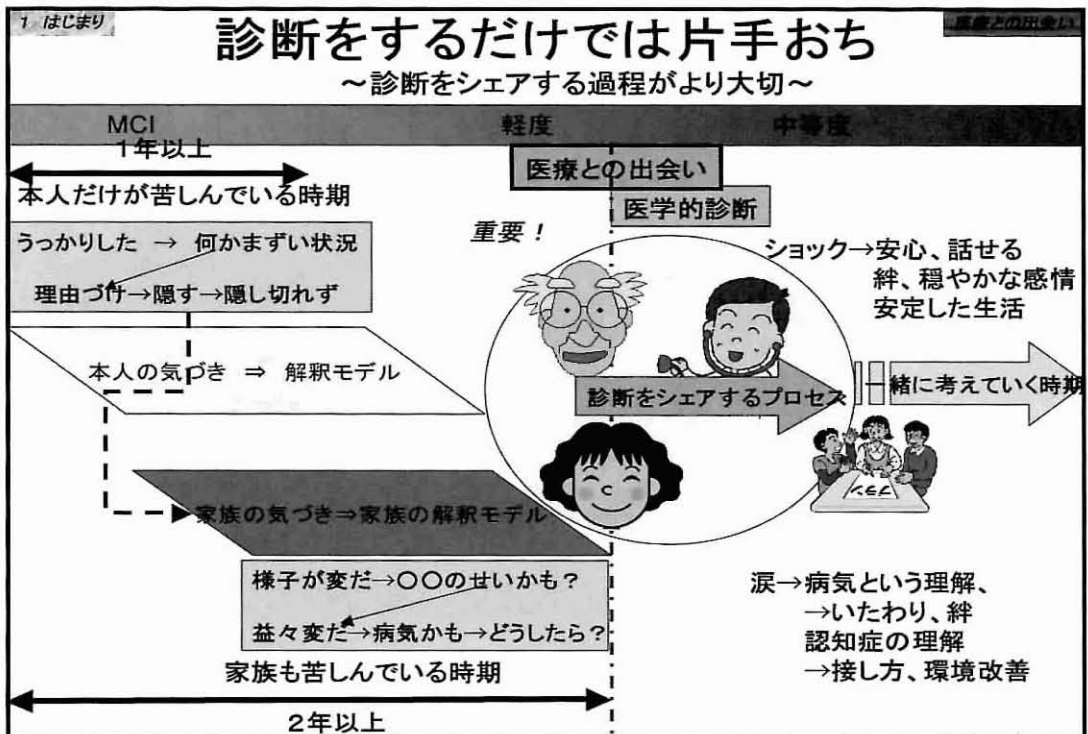 1 はじまり
医療との出会い
診断をするだけでは片手おち
～診断をシェアする過程がより大切～
MCI
軽度
中等度
1年以上
本人だけが苦しんでいる時期
医療との出会い
医学的診断
うっかりした → 何かまずい状況
理由づけ→隠す→隠し切れず
重要！
ショック→安心、話せる
絆、穏やかな感情
安定した生活
本人の気づき ⇒ 解釈モデル
診断をシェアするプロセス
一緒に考えていく時期
プラン
家族の気づき⇒家族の解釈モデル
様子が変だ→〇〇のせいかも？
益々変だ→病気かも→どうしたら？
家族も苦しんでいる時期
2年以上
涙→病気という理解、
→いたわり、絆
認知症の理解
→接し方、環境改善